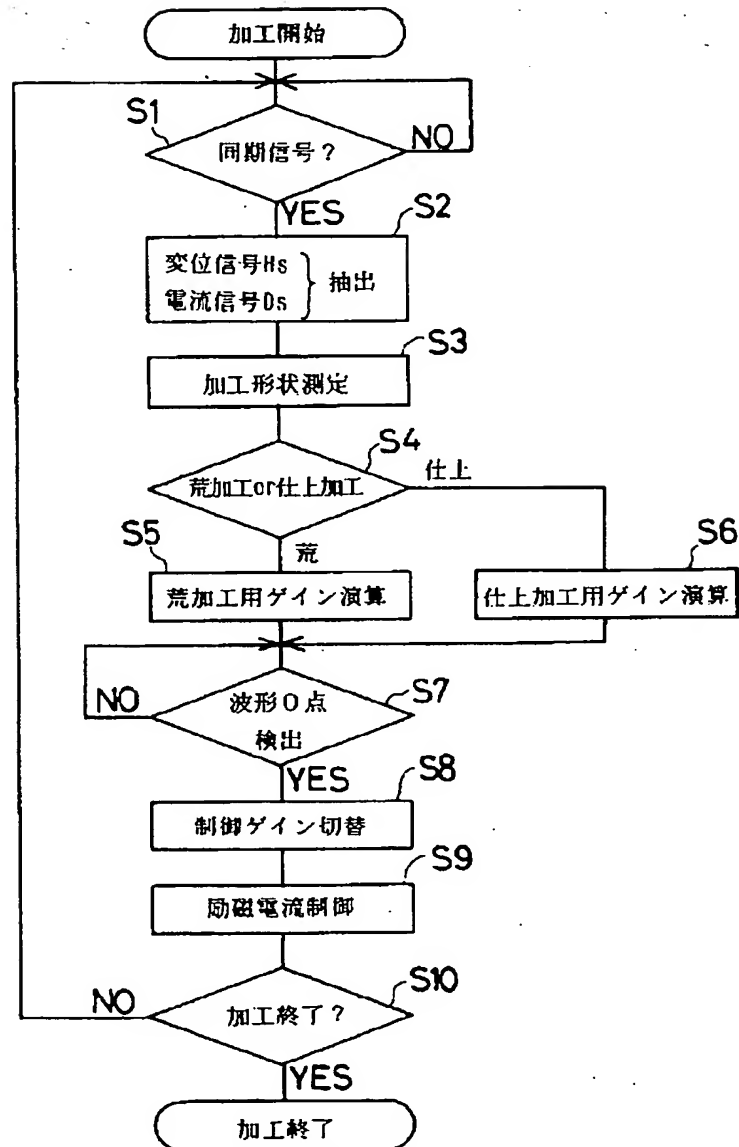 加工開始
S1
同期信号?
NO
YES
S2
変位信号Hs
電流信号Ds
抽出
S3
加工形状測定
S4
荒加工or仕上加工
仕上
荒
S5
荒加工用ゲイン演算
S6
仕上加工用ゲイン演算
S7
波形0点
検出
NO
YES
S8
制御ゲイン切替
S9
励磁電流制御
S10
加工終了?
NO
YES
加工終了